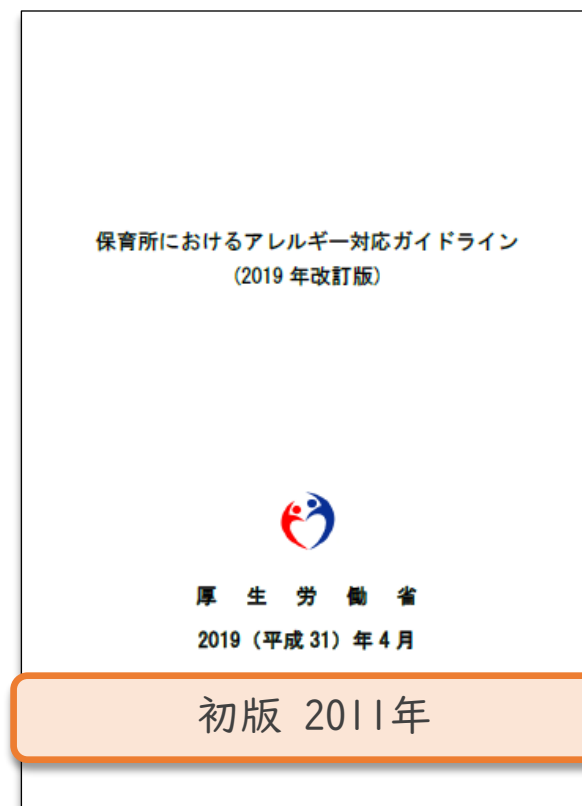 保育所におけるアレルギー対応ガイドライン
(2019 年改訂版)
厚 生 労 働 省
2019（平成 31）年 4 月
初版 2011年